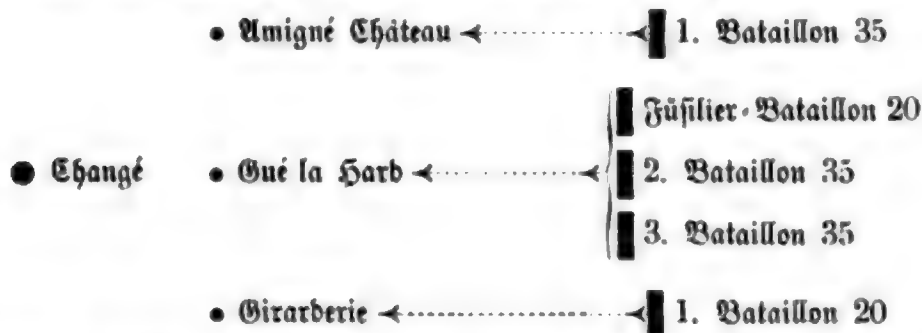 Amigné Château 1. Bataillon 35
Füsilier-Bataillon 20
Changé Gué la Harb 2. Bataillon 35
3. Bataillon 35
Girarderie 1. Bataillon 20